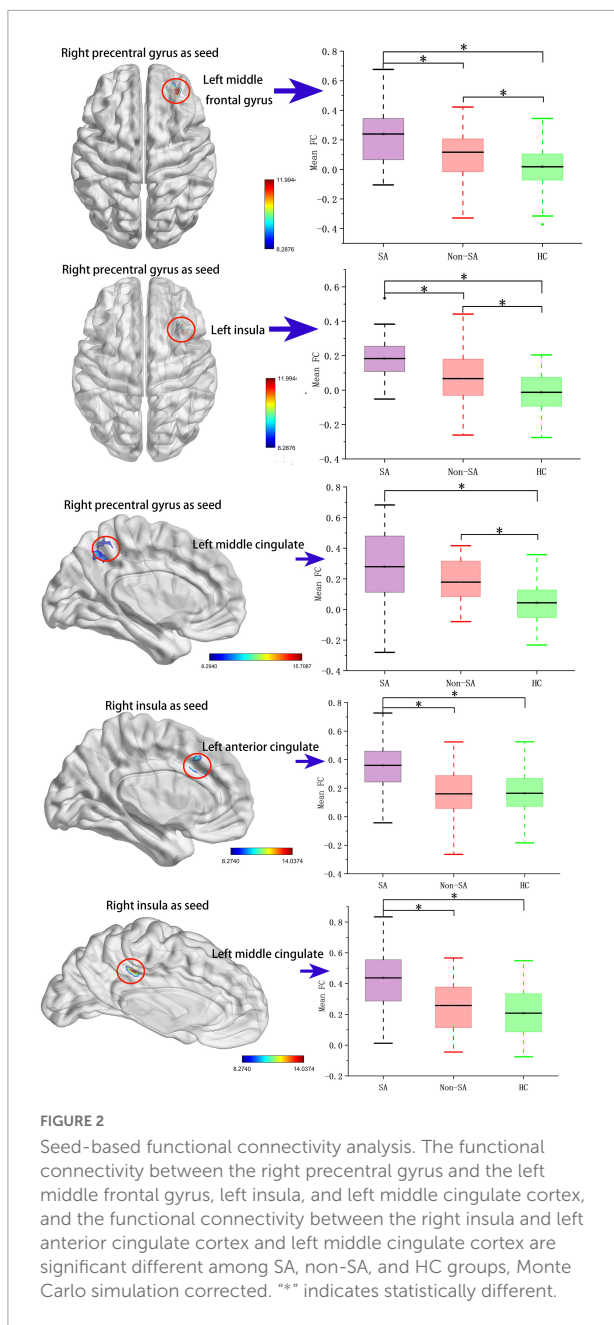 Right precentral gyrus as seed
Left middle
frontal gyrus
11.994
8.2876
Mean FC
0.8
0.6
0.4
0.2
0.0
-0.2
-0.4
*
*
*
SA
Non-SA
HC
Right precentral gyrus as seed
Left insula
11.994
8.2876
Mean FC
0.6
0.4
0.2
0.0
-0.2
-0.4
*
*
*
SA
Non-SA
HC
Right precentral gyrus as seed
Left middle cingulate
8.2940
15.7087
Mean FC
0.8
0.6
0.4
0.2
0.0
-0.2
-0.4
*
*
SA
Non-SA
HC
Right insula as seed
Left anterior cingulate
8.2740
14.0374
Mean FC
0.8
0.6
0.4
0.2
0.0
-0.2
-0.4
*
*
SA
Non-SA
HC
Right insula as seed
Left middle cingulate
8.2740
14.0374
Mean FC
0.8
0.6
0.4
0.2
0.0
-0.2
*
*
SA
Non-SA
HC
FIGURE 2
Seed-based functional connectivity analysis. The functional
connectivity between the right precentral gyrus and the left
middle frontal gyrus, left insula, and left middle cingulate cortex,
and the functional connectivity between the right insula and left
anterior cingulate cortex and left middle cingulate cortex are
significant different among SA, non-SA, and HC groups, Monte
Carlo simulation corrected. “*” indicates statistically different.